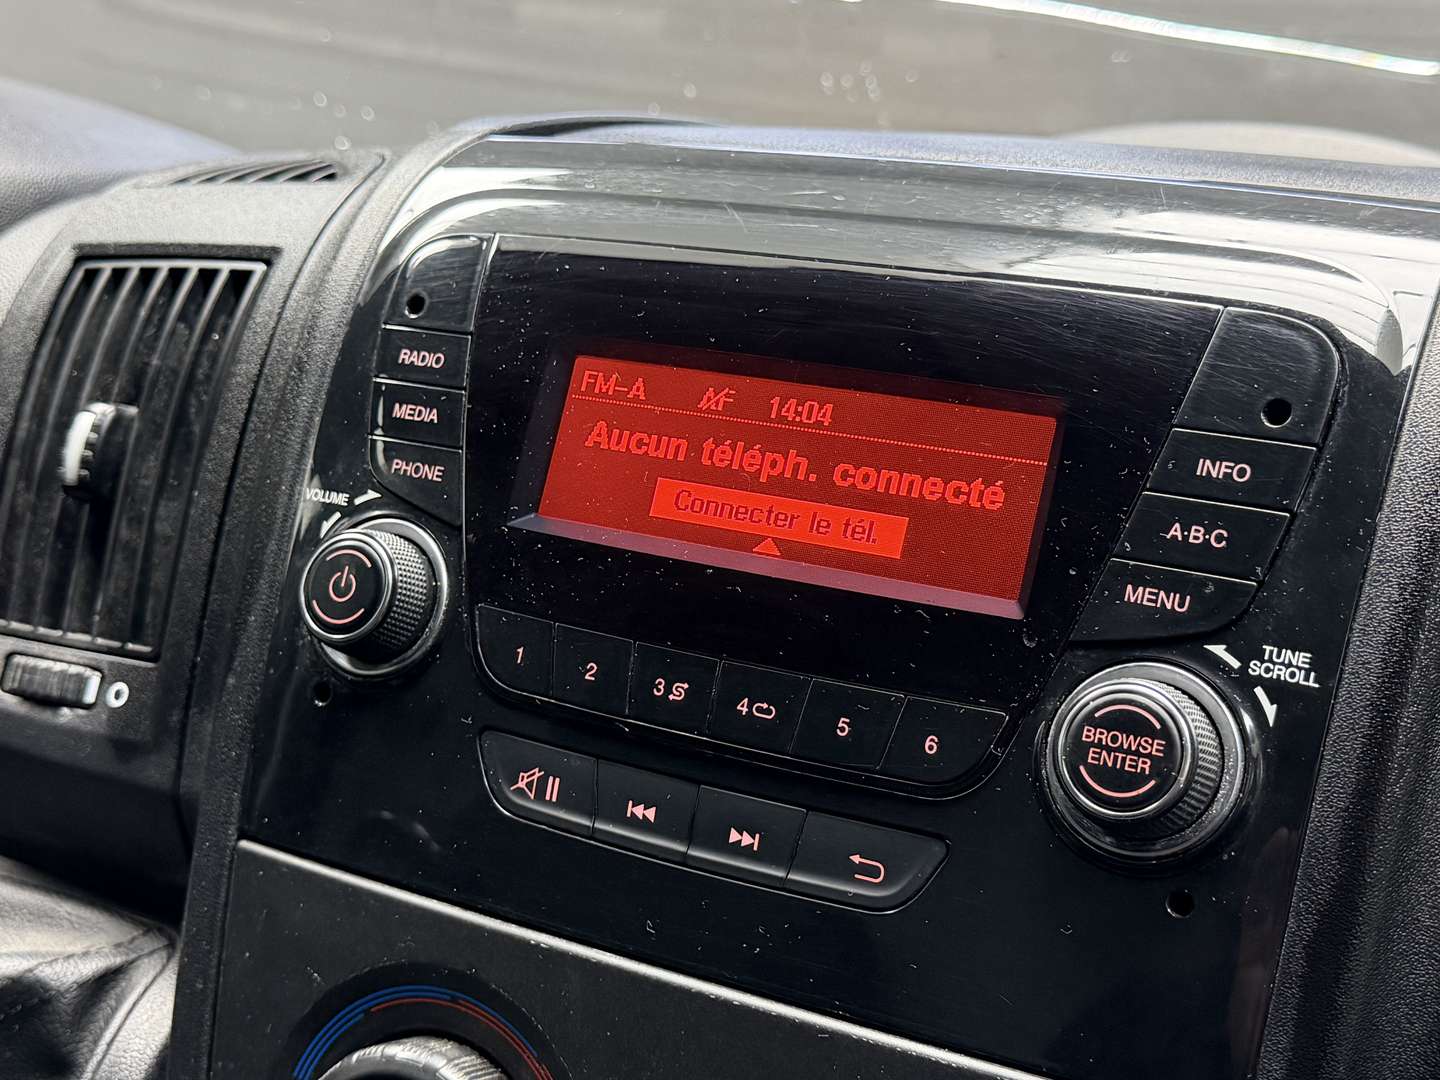 RADIO
MEDIA
PHONE
VOLUME
FM-A AF 14:04
Aucun téléph. connecté
Connecter le tél.
INFO
A·B·C
MENU
TUNE
SCROLL
BROWSE
ENTER
1 2 3 4 5 6